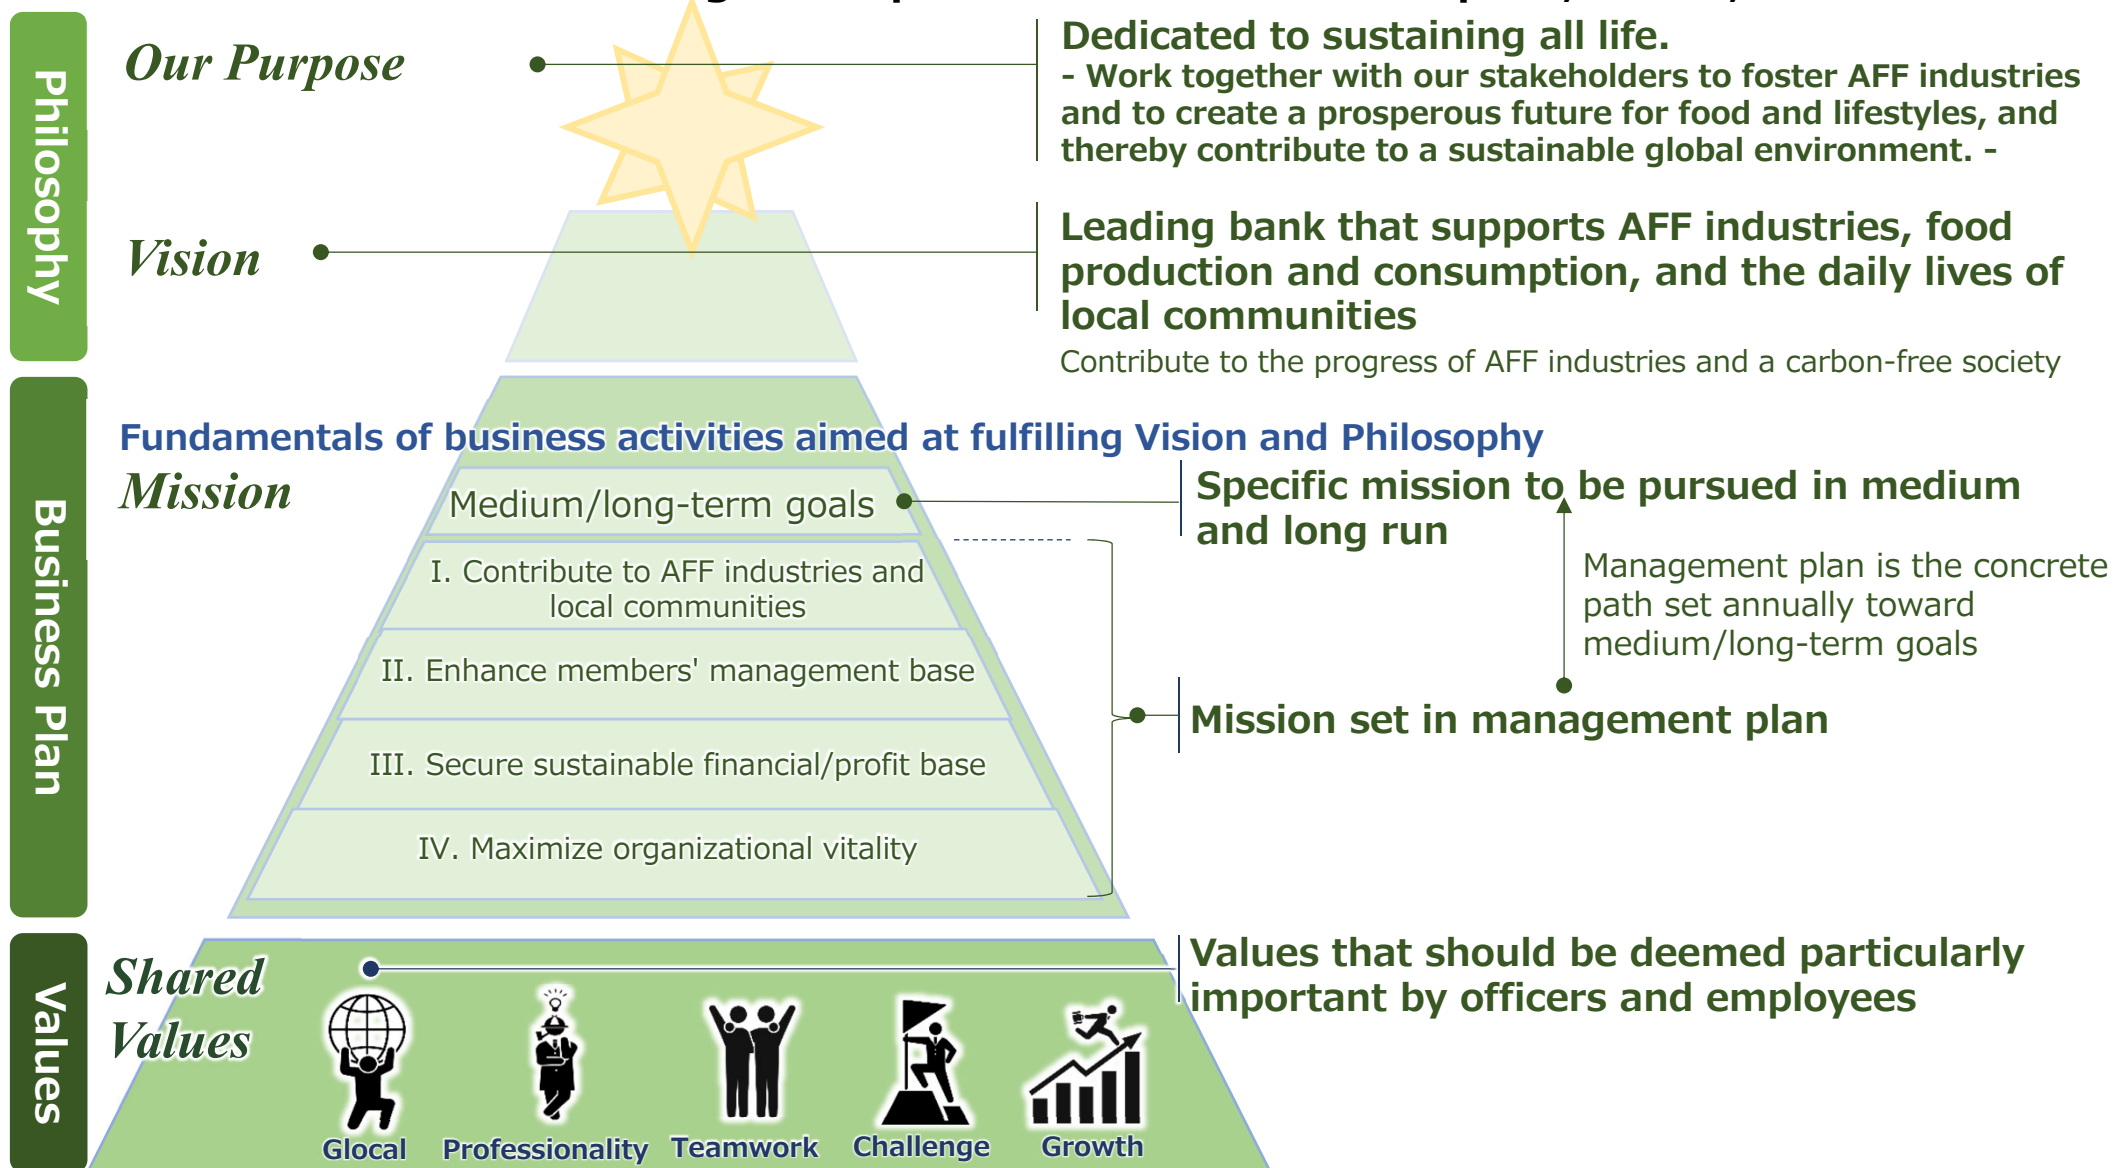 Philosophy
Our Purpose
Dedicated to sustaining all life.
- Work together with our stakeholders to foster AFF industries
and to create a prosperous future for food and lifestyles, and
thereby contribute to a sustainable global environment. -
Vision
Leading bank that supports AFF industries, food
production and consumption, and the daily lives of
local communities
Contribute to the progress of AFF industries and a carbon-free society
Business Plan
Fundamentals of business activities aimed at fulfilling Vision and Philosophy
Mission
Medium/long-term goals
Specific mission to be pursued in medium
and long run
I. Contribute to AFF industries and
local communities
Management plan is the concrete
path set annually toward
medium/long-term goals
II. Enhance members' management base
Mission set in management plan
III. Secure sustainable financial/profit base
IV. Maximize organizational vitality
Values
Shared
Values
Values that should be deemed particularly
important by officers and employees
Glocal
Professionality
Teamwork
Challenge
Growth